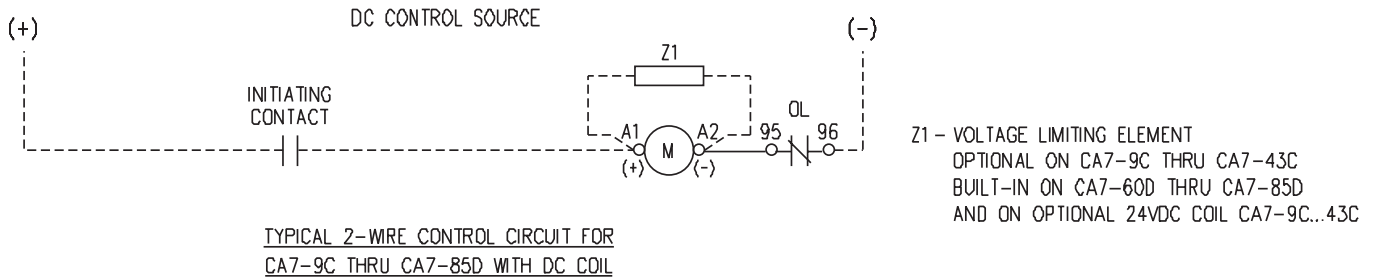 DC CONTROL SOURCE
(+)
(-)
Z1
INITIATING
CONTACT
OL
A1
A2
95
96
M
(+)
(-)
Z1 - VOLTAGE LIMITING ELEMENT
OPTIONAL ON CA7-9C THRU CA7-43C
BUILT-IN ON CA7-60D THRU CA7-85D
AND ON OPTIONAL 24VDC COIL CA7-9C...43C
TYPICAL 2-WIRE CONTROL CIRCUIT FOR
CA7-9C THRU CA7-85D WITH DC COIL